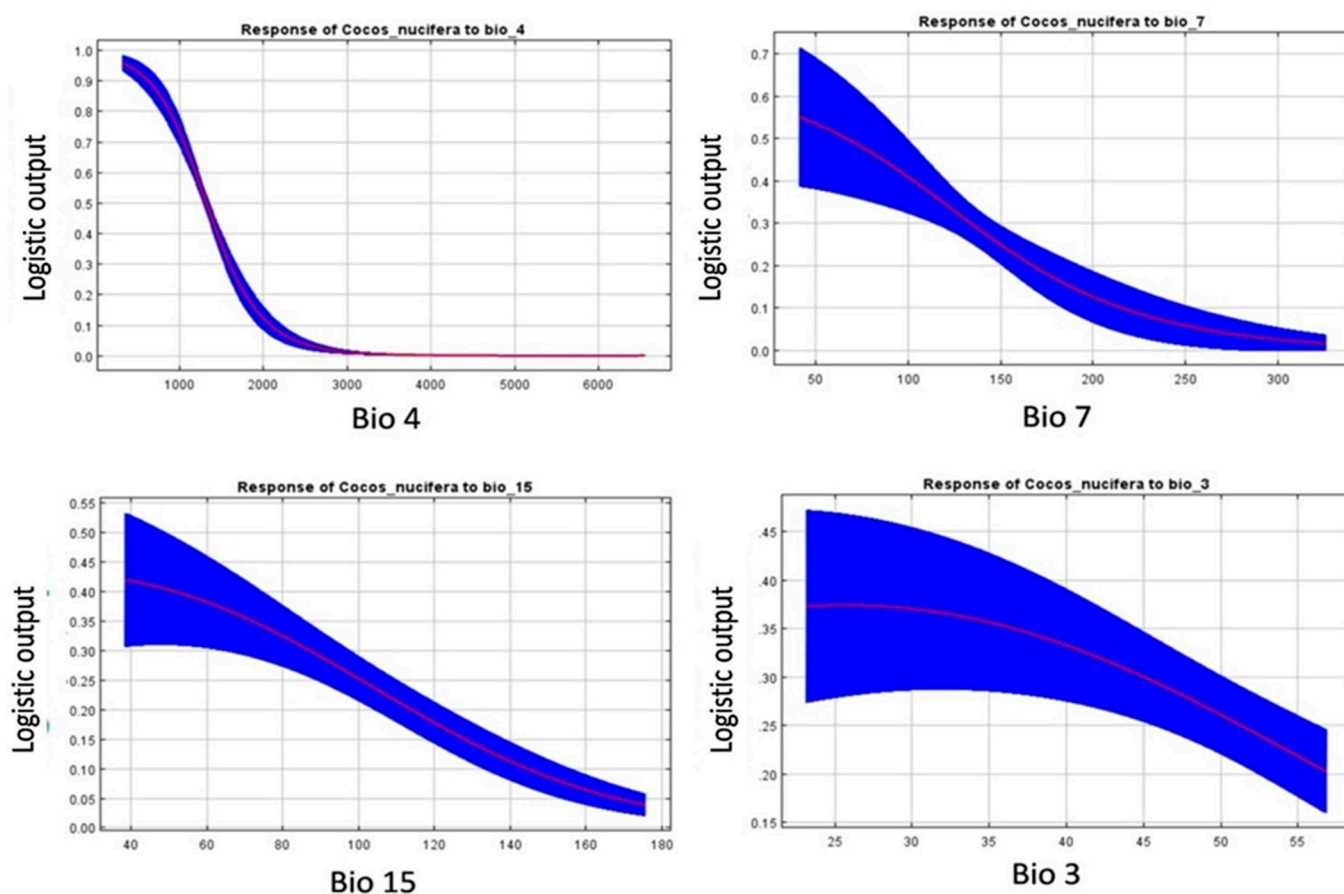 Response of Cocos_nucifera to bio_4
Logistic output
1.0
0.9
0.8
0.7
0.6
0.5
0.4
0.3
0.2
0.1
0.0
1000 2000 3000 4000 5000 6000
Bio 4
Response of Cocos_nucifera to bio_7
Logistic output
0.7
0.6
0.5
0.4
0.3
0.2
0.1
0.0
50 100 150 200 250 300
Bio 7
Response of Cocos_nucifera to bio_15
Logistic output
0.55
0.50
0.45
0.40
0.35
0.30
0.25
0.20
0.15
0.10
0.05
0.00
40 60 80 100 120 140 160 180
Bio 15
Response of Cocos_nucifera to bio_3
Logistic output
.45
.40
.35
.30
.25
.20
0.15
25 30 35 40 45 50 55
Bio 3